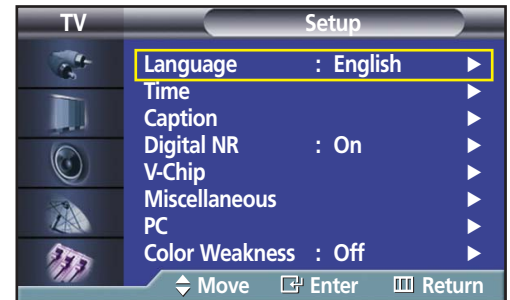 TV Setup
Language : English
Time
Caption
Digital NR : On
V-Chip
Miscellaneous
PC
Color Weakness : Off
Move Enter Return